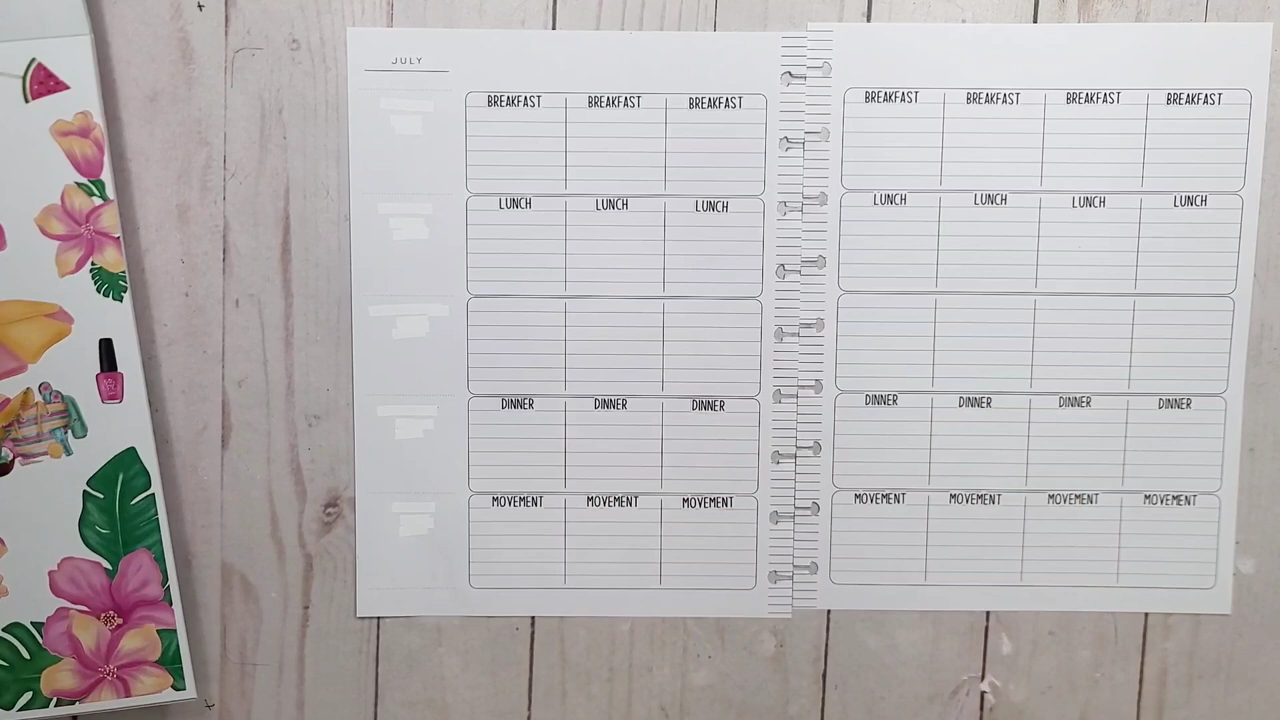 JULY
BREAKFAST BREAKFAST BREAKFAST BREAKFAST BREAKFAST BREAKFAST BREAKFAST
LUNCH LUNCH LUNCH LUNCH LUNCH LUNCH LUNCH
DINNER DINNER DINNER DINNER DINNER DINNER DINNER
MOVEMENT MOVEMENT MOVEMENT MOVEMENT MOVEMENT MOVEMENT MOVEMENT